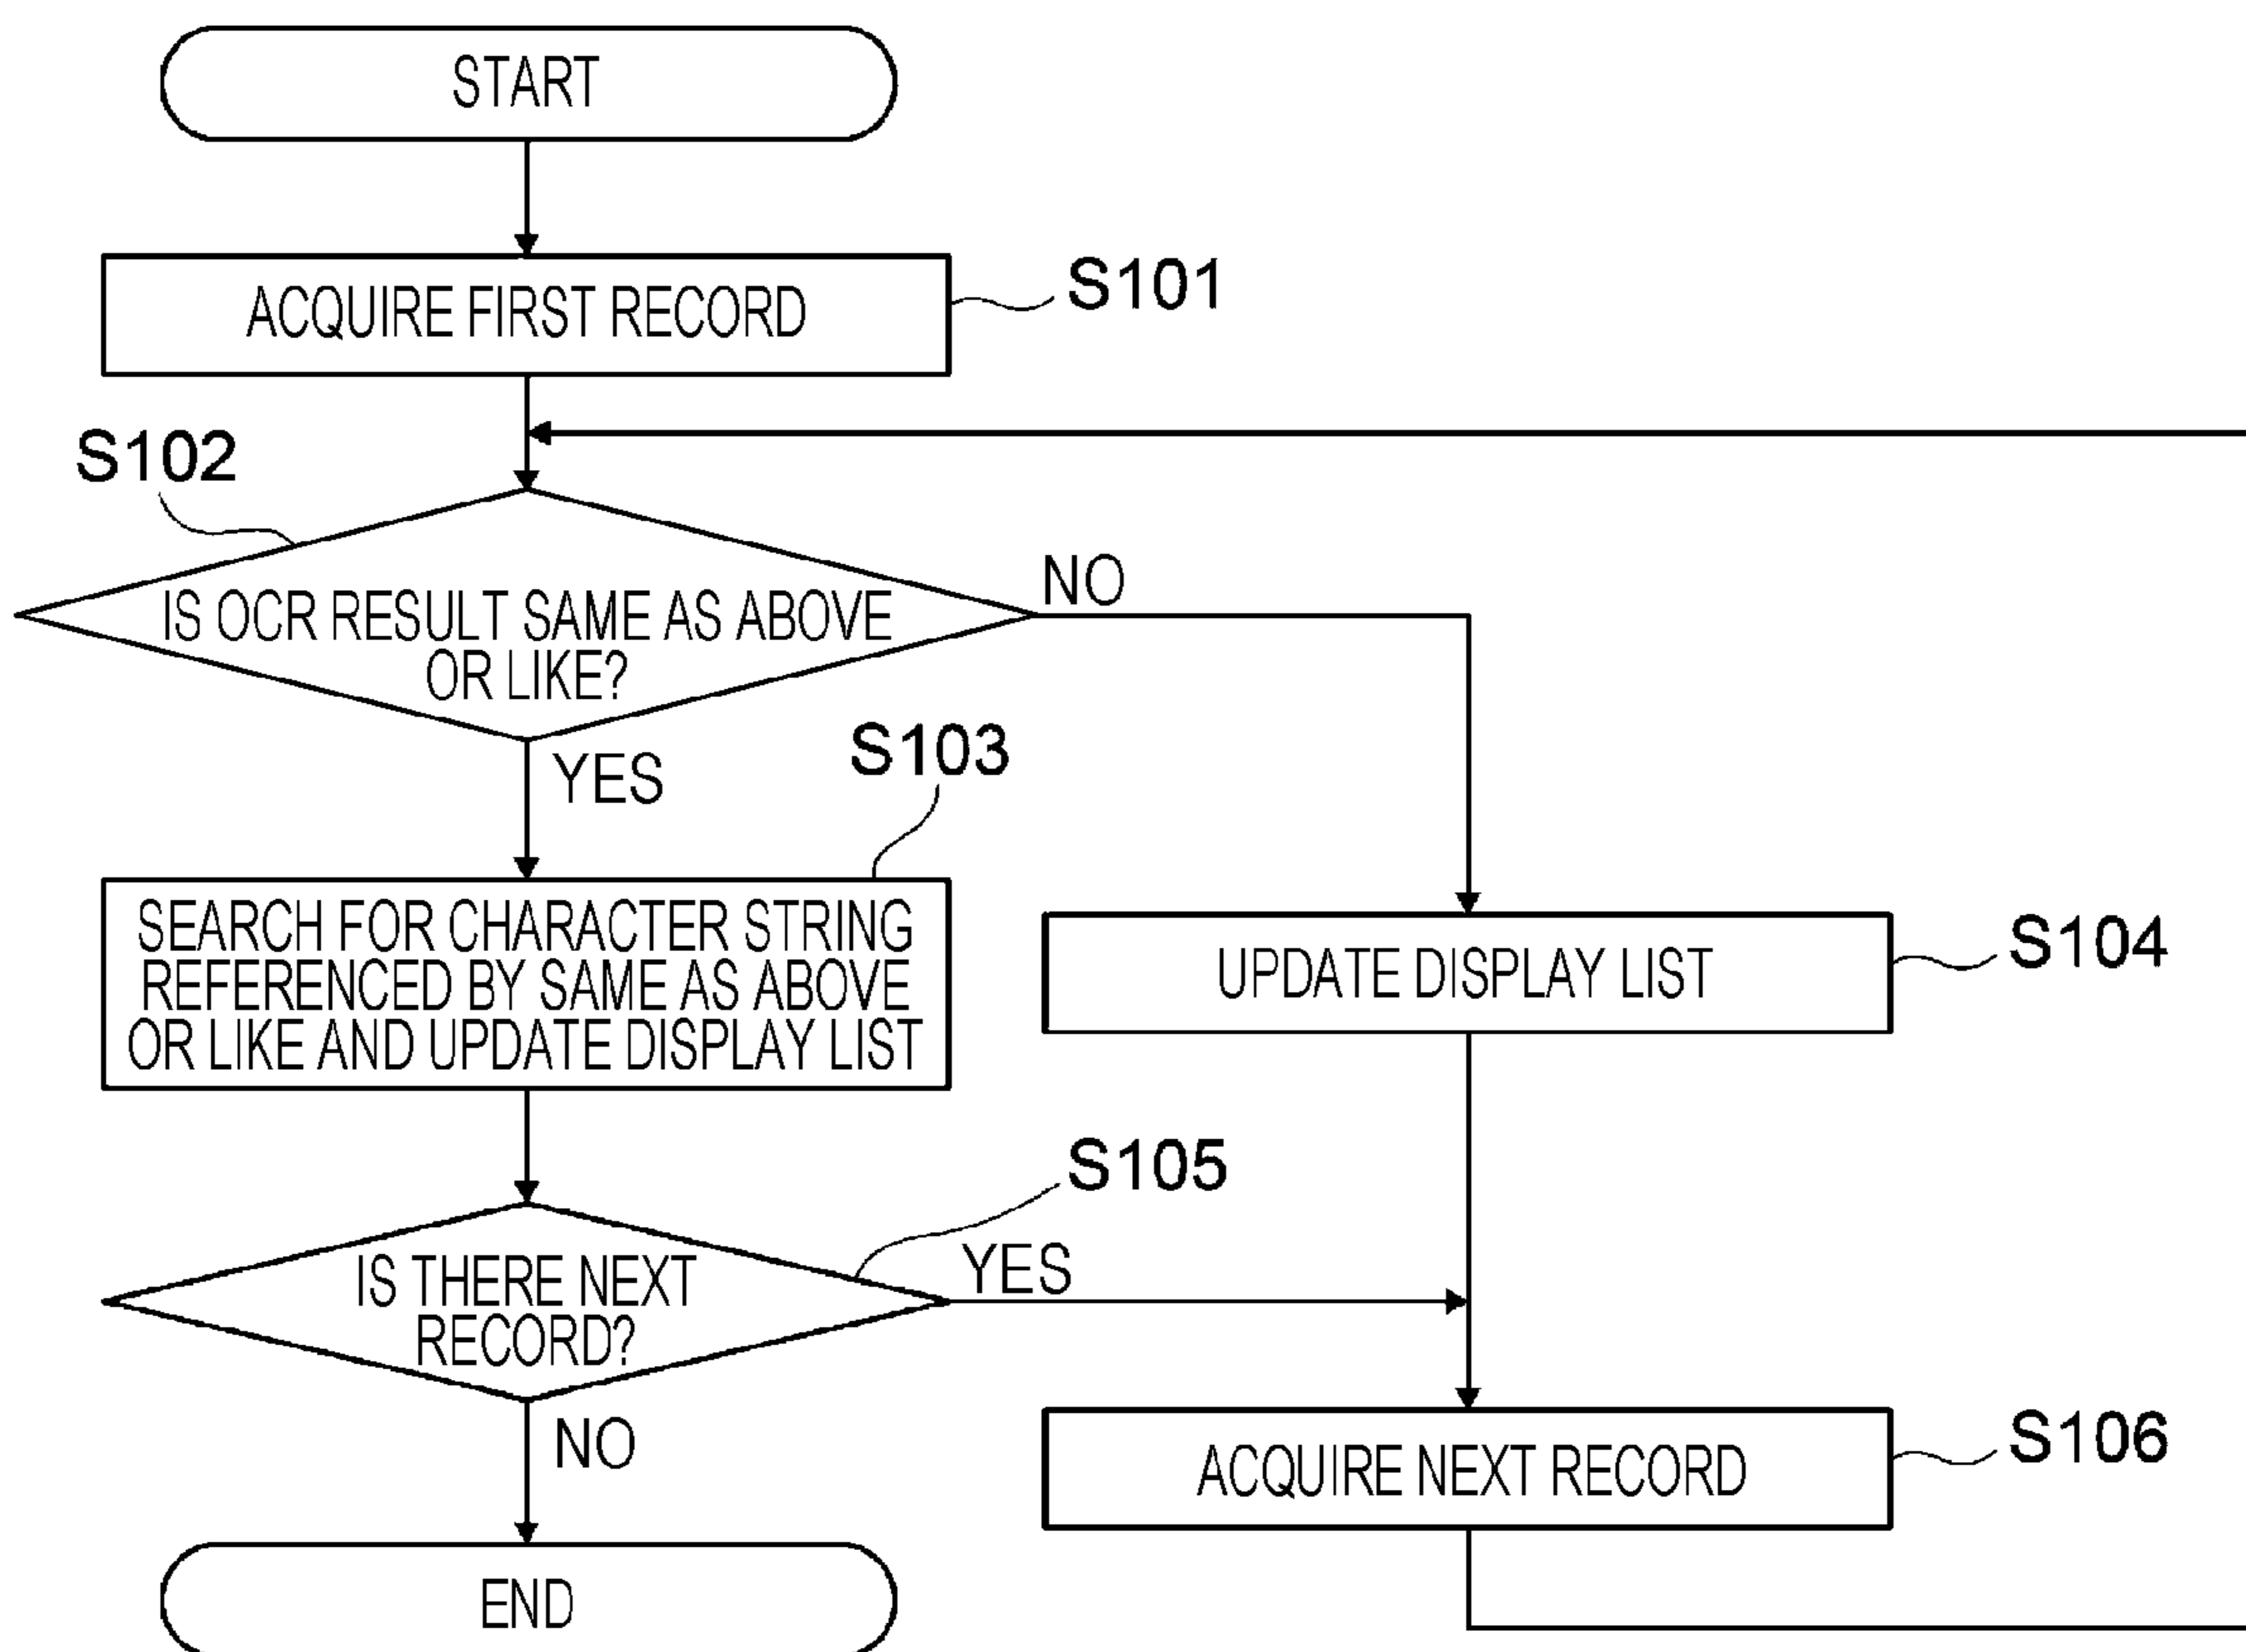 START
ACQUIRE FIRST RECORD
S101
S102
IS OCR RESULT SAME AS ABOVE
OR LIKE?
NO
YES
S103
SEARCH FOR CHARACTER STRING
REFERENCED BY SAME AS ABOVE
OR LIKE AND UPDATE DISPLAY LIST
UPDATE DISPLAY LIST
S104
S105
IS THERE NEXT
RECORD?
YES
NO
ACQUIRE NEXT RECORD
S106
END